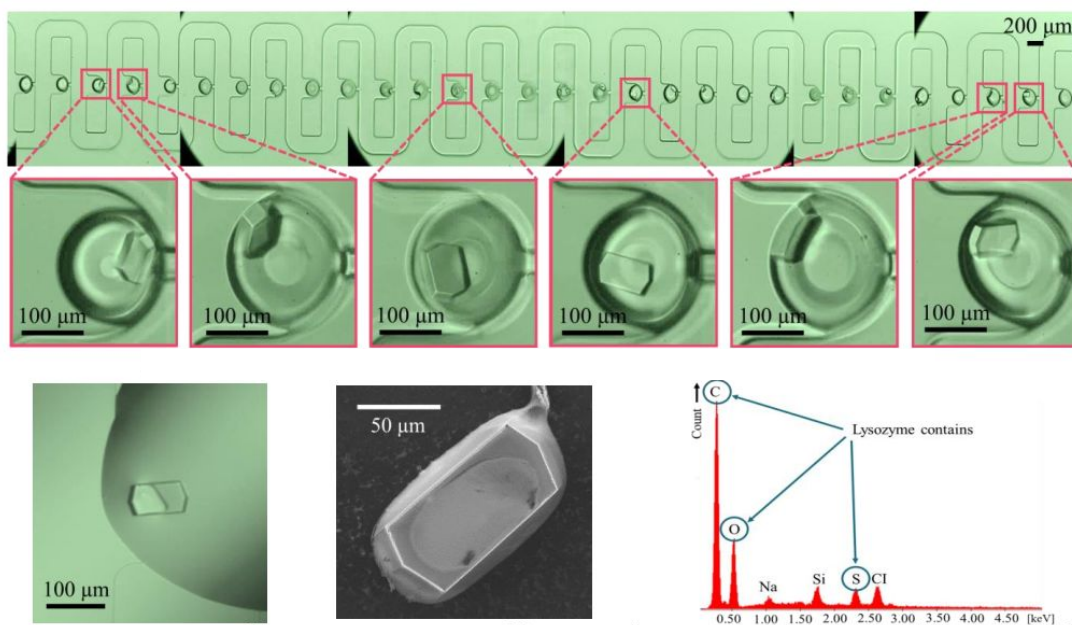 200 μm
100 μm
100 μm
100 μm
100 μm
100 μm
100 μm
100 μm
50 μm
Count
C
Lysozyme contains
O
Na
Si
S
CI
0.50 1.00 1.50 2.00 2.50 3.00 3.50 4.00 4.50 [keV]